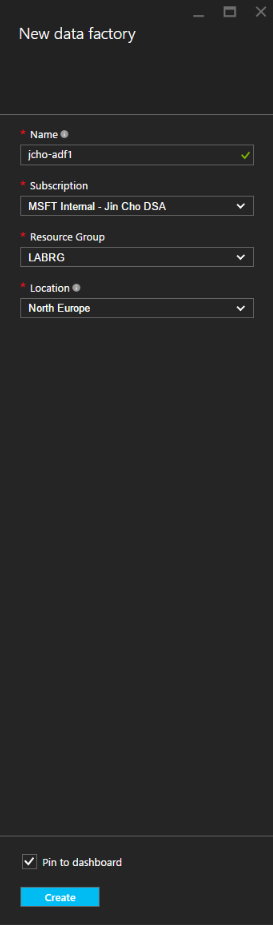 New data factory
* Name
jcho-adf1
* Subscription
MSFT Internal - Jin Cho DSA
* Resource Group
LABRG
* Location
North Europe
Pin to dashboard
Create